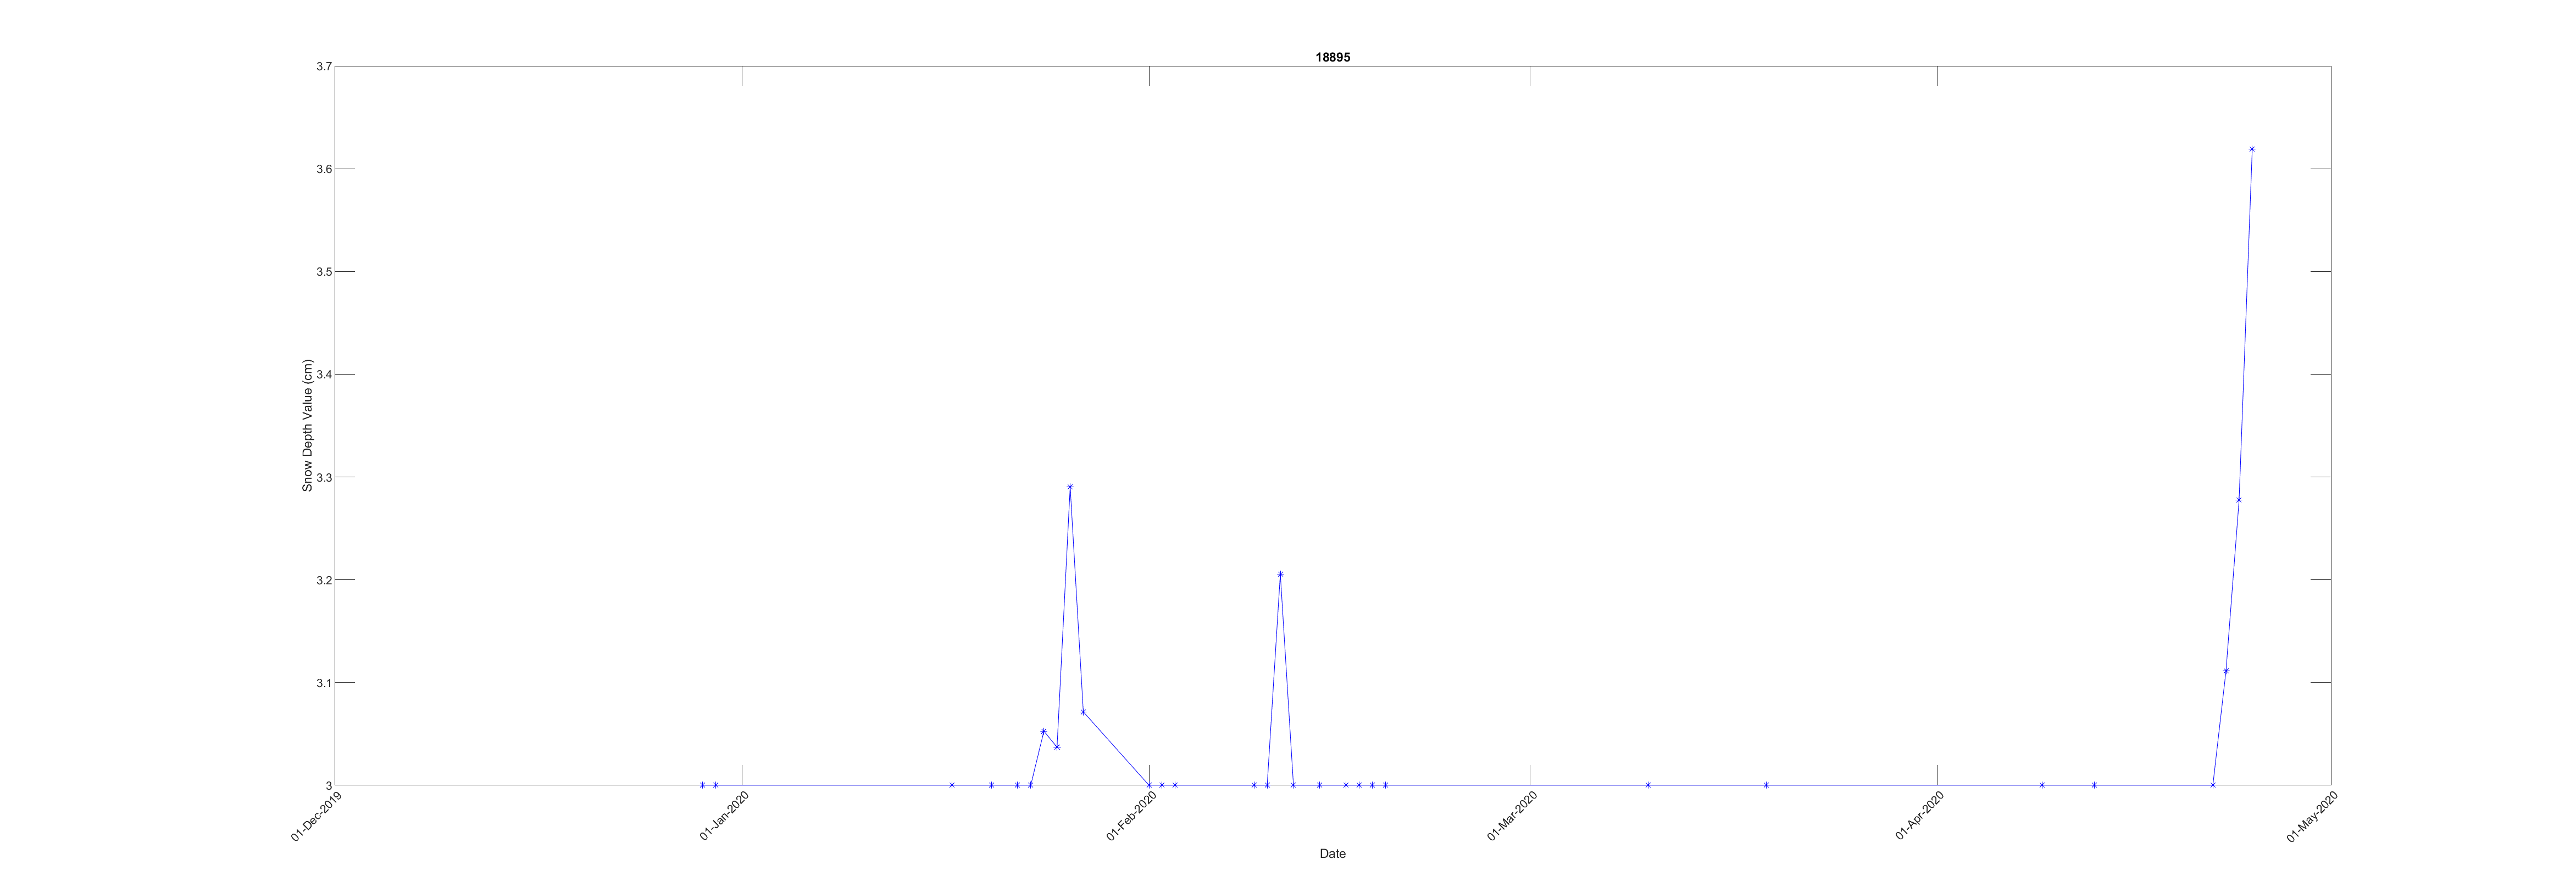 18895
3.7
3.6
3.5
3.4
3.3
3.2
3.1
3
Snow Depth Value (cm)
01-Dec-2019
01-Jan-2020
01-Feb-2020
01-Mar-2020
01-Apr-2020
01-May-2020
Date